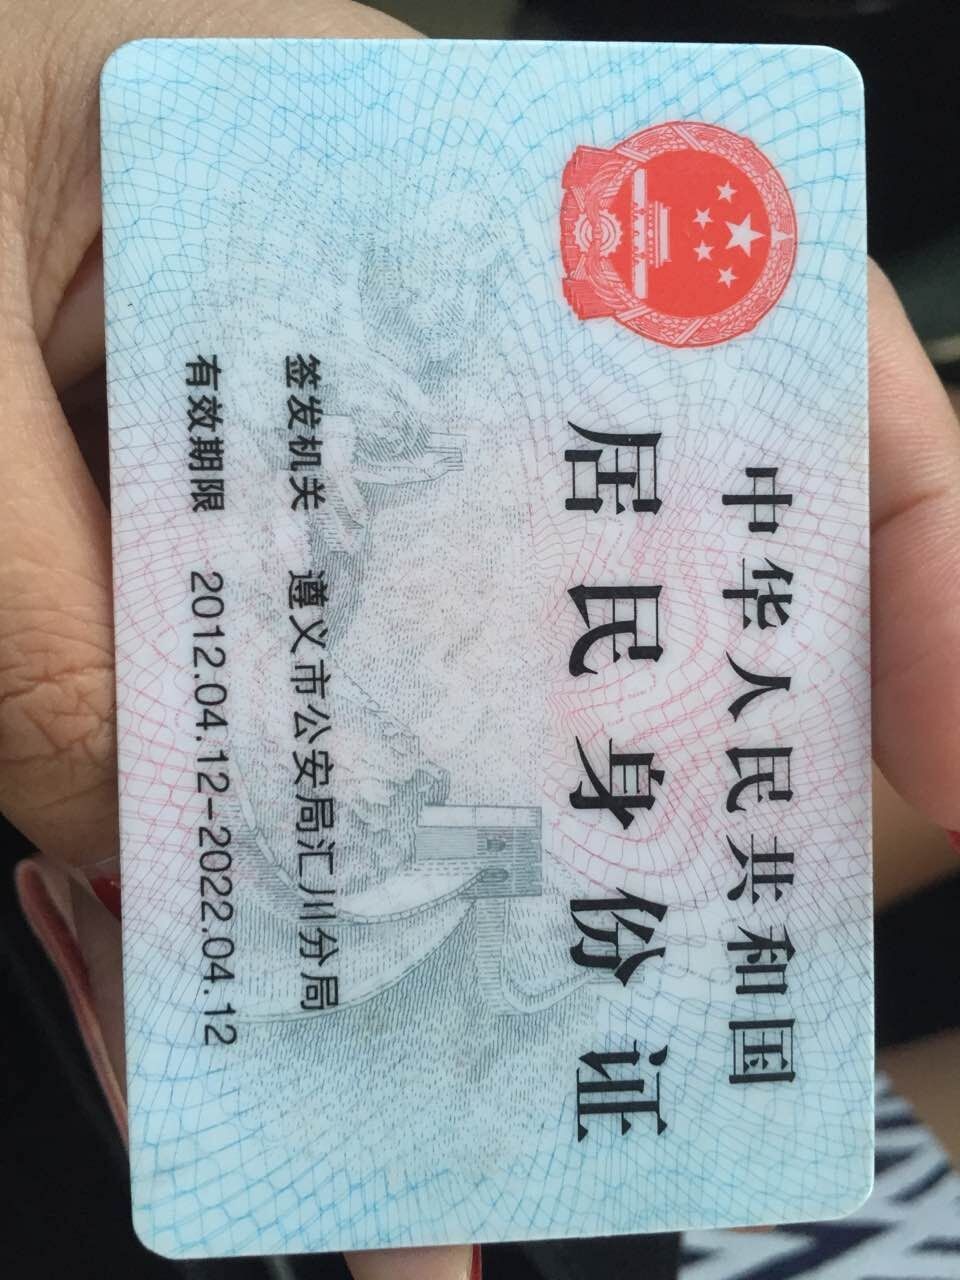 中华人民共和国
居民身份证
签发机关 遵义市公安局汇川分局
有效期限 2012.04.12-2022.04.12